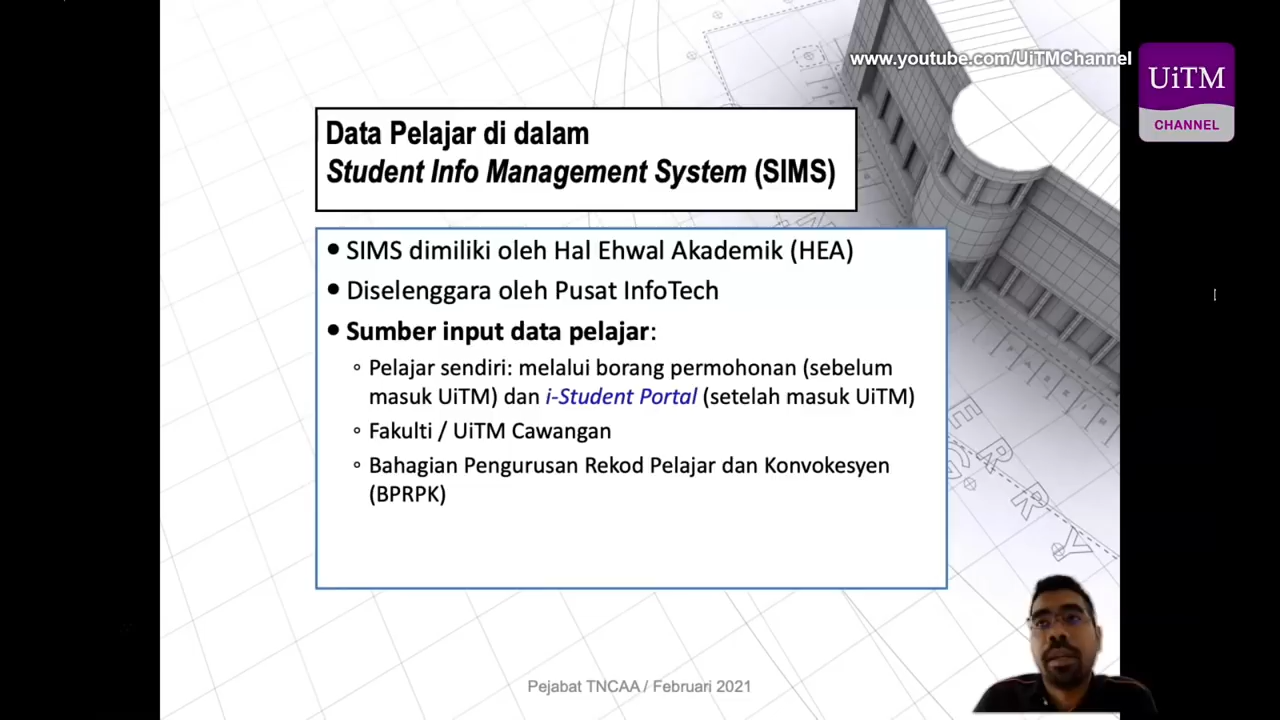 www.youtube.com/UiTMChannel
UiTM
CHANNEL
Data Pelajar di dalam
Student Info Management System (SIMS)
• SIMS dimiliki oleh Hal Ehwal Akademik (HEA)
• Diselenggara oleh Pusat InfoTech
• Sumber input data pelajar:
◦ Pelajar sendiri: melalui borang permohonan (sebelum
masuk UiTM) dan i-Student Portal (setelah masuk UiTM)
◦ Fakulti / UiTM Cawangan
◦ Bahagian Pengurusan Rekod Pelajar dan Konvokesyen
(BPRPK)
E R R Y
Pejabat TNCAA / Februari 2021